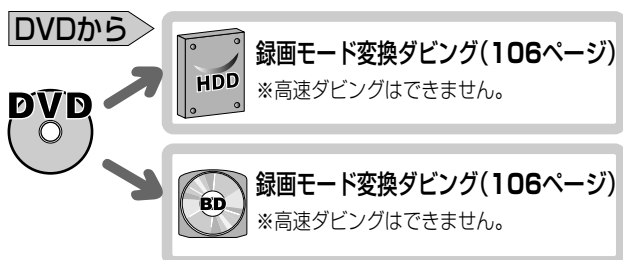 DVDから
DVD
HDD
録画モード変換ダビング(106ページ)
※高速ダビングはできません。
BD
録画モード変換ダビング(106ページ)
※高速ダビングはできません。